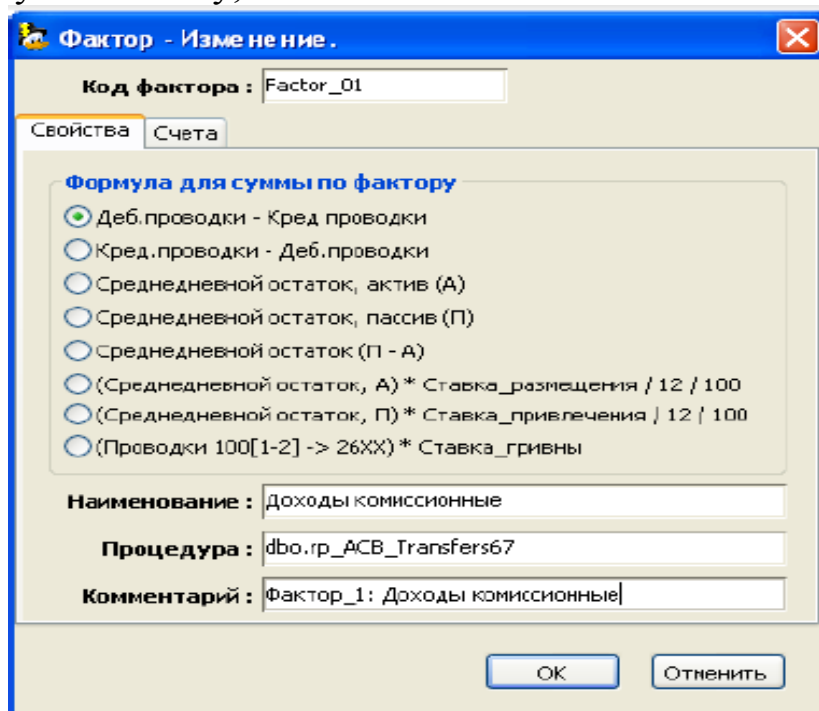 Фактор - Изменение.
Код фактора : Factor_01
Свойства Счета
Формула для суммы по фактору
Деб.проводки - Кред проводки
Кред.проводки - Деб.проводки
Среднедневной остаток, актив (А)
Среднедневной остаток, пассив (П)
Среднедневной остаток (П - А)
(Среднедневной остаток, А) * Ставка_размещения / 12 / 100
(Среднедневной остаток, П) * Ставка_привлечения / 12 / 100
(Проводки 100[1-2] -> 26XX) * Ставка_гривны
Наименование : Доходы комиссионные
Процедура : dbo.rp_ACB_Transfers67
Комментарий : Фактор_1: Доходы комиссионные
OK Отменить